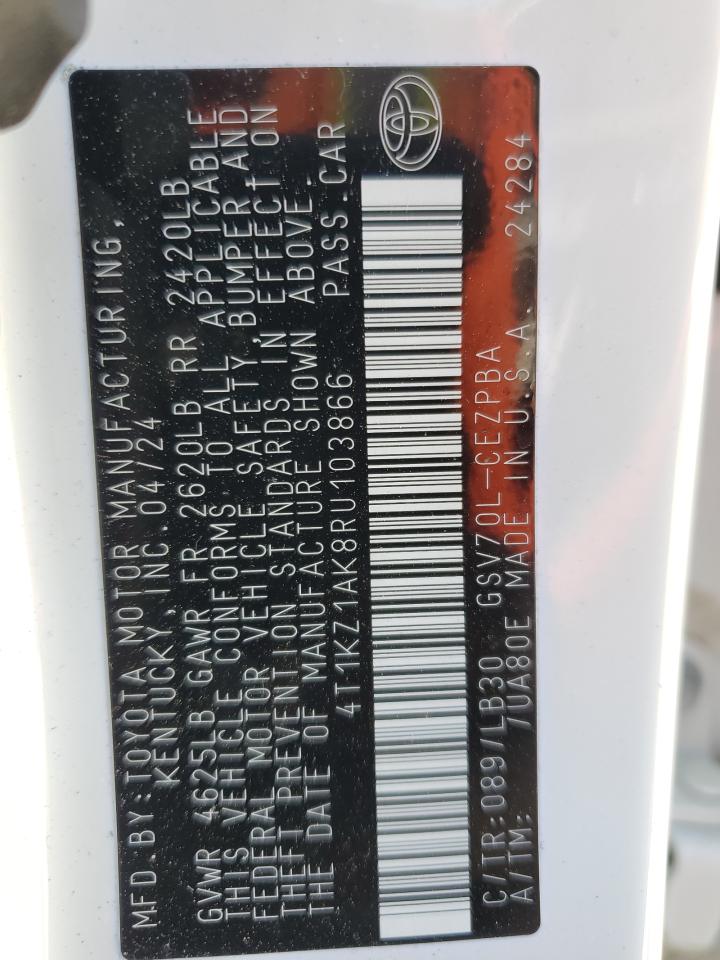 MFD.BY:TOYOTA MOTOR MANUFACTURING,
KENTUCKY,INC.04/24
GVWR 4625LB GAWR FR 2620LB RR 2420LB
THIS VEHICLE CONFORMS TO ALL APPLICABLE
FEDERAL MOTOR VEHICLE SAFETY,BUMPER,AND
THEFT PREVENTION STANDARDS IN EFFECT ON
THE DATE OF MANUFACTURE SHOWN ABOVE.
4T1KZ1AK8RU103866 PASS.CAR
C/TR:089/LB30 GSV70L-CEZPBA
A/TM: /UA80E MADE IN U.S.A. 24284